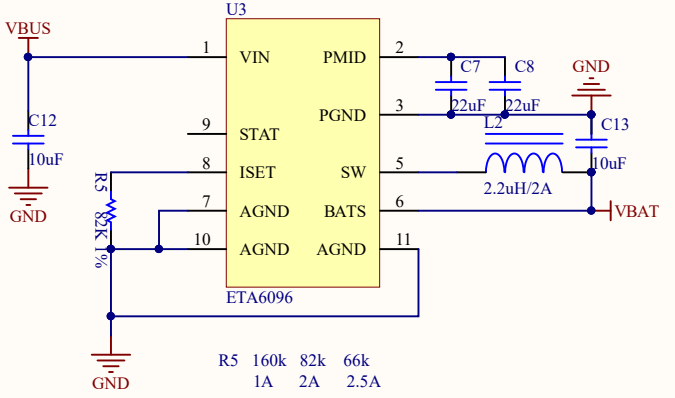 U3
VBUS
1 VIN PMID 2
C7 C8 GND
22uF 22uF
PGND 3
C12
10uF
GND
9 STAT
L2
C13
10uF
8 ISET SW 5
2.2uH/2A
R5 82K 1%
7 AGND BATS 6
VBAT
10 AGND AGND 11
ETA6096
GND
R5 160k 82k 66k
1A 2A 2.5A